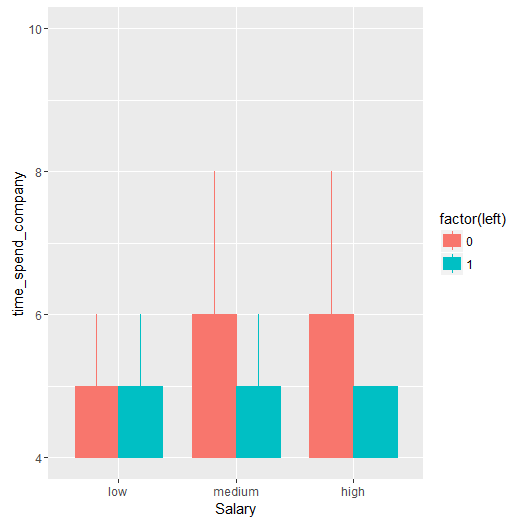 10
8
6
4
time_spend_company
low medium high
Salary
factor(left)
0
1